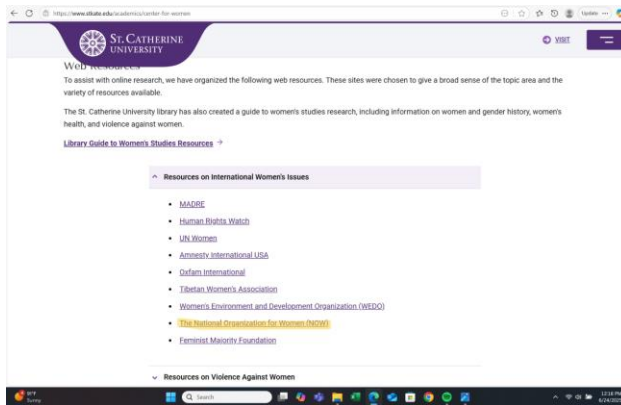 https://www.stkate.edu/academics/center-for-women
Update
ST. CATHERINE
UNIVERSITY
VISIT
Web Resources
To assist with online research, we have organized the following web resources. These sites were chosen to give a broad sense of the topic area and the
variety of resources available.
The St. Catherine University library has also created a guide to women's studies research, including information on women and gender history, women's
health, and violence against women.
Library Guide to Women's Studies Resources
Resources on International Women's Issues
MADRE
Human Rights Watch
UN Women
Amnesty International USA
Oxfam International
Tibetan Women's Association
Women's Environment and Development Organization (WEDO)
The National Organization for Women (NOW)
Feminist Majority Foundation
Resources on Violence Against Women
Sunny
Search
12:18 PM